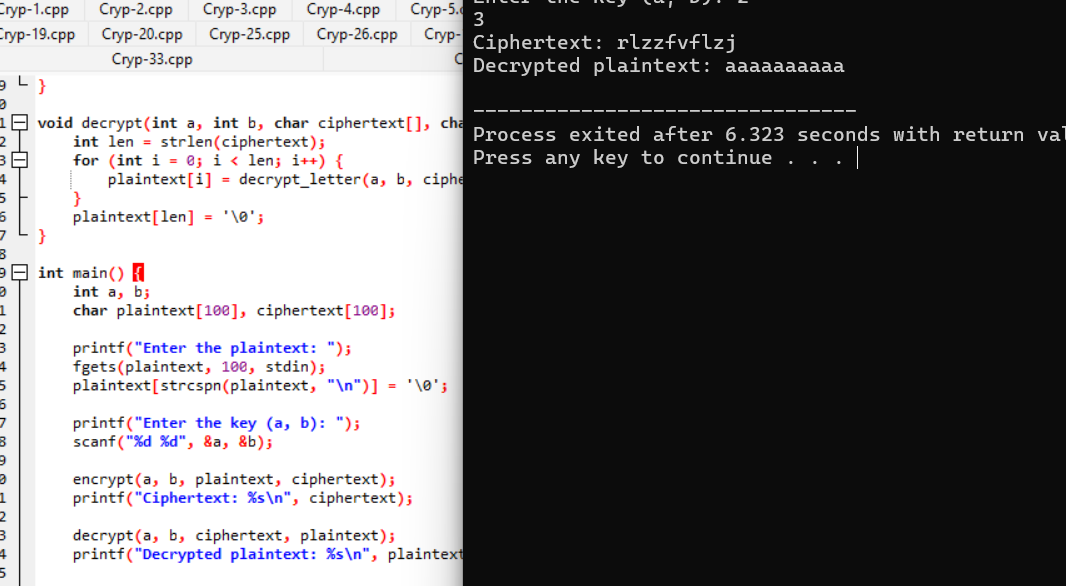 Cryp-1.cpp Cryp-2.cpp Cryp-3.cpp Cryp-4.cpp Cryp-5.
Cryp-19.cpp Cryp-20.cpp Cryp-25.cpp Cryp-26.cpp Cryp-
Cryp-33.cpp C
9 }
0
1 void decrypt(int a, int b, char ciphertext[], cha
2 int len = strlen(ciphertext);
3 for (int i = 0; i < len; i++) {
4 plaintext[i] = decrypt_letter(a, b, ciphe
5 }
6 plaintext[len] = '\0';
7 }
8
9 int main() {
0 int a, b;
1 char plaintext[100], ciphertext[100];
2
3 printf("Enter the plaintext: ");
4 fgets(plaintext, 100, stdin);
5 plaintext[strcspn(plaintext, "\n")] = '\0';
6
7 printf("Enter the key (a, b): ");
8 scanf("%d %d", &a, &b);
9
0 encrypt(a, b, plaintext, ciphertext);
1 printf("Ciphertext: %s\n", ciphertext);
2
3 decrypt(a, b, ciphertext, plaintext);
4 printf("Decrypted plaintext: %s\n", plaintext
5
Enter the key (a, b): 2
3
Ciphertext: rlzzfvflzj
Decrypted plaintext: aaaaaaaaaa
--------------------------------
Process exited after 6.323 seconds with return val
Press any key to continue . . .